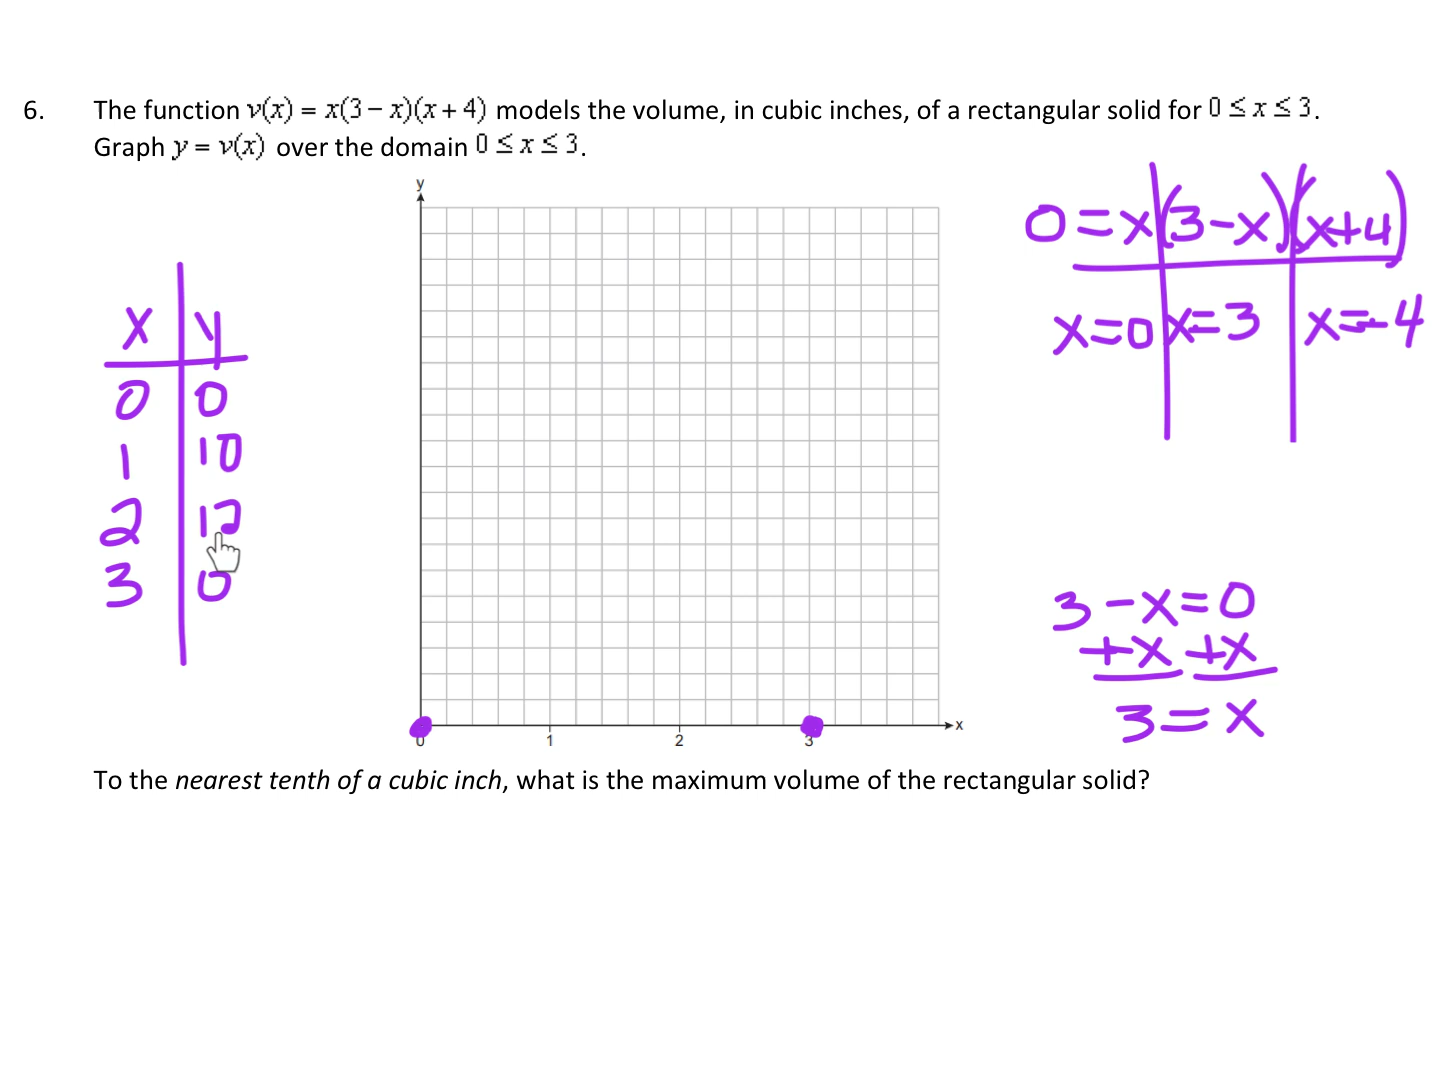 6. The function v(x) = x(3 − x)(x + 4) models the volume, in cubic inches, of a rectangular solid for 0 ≤ x ≤ 3.
Graph y = v(x) over the domain 0 ≤ x ≤ 3.
y
0 = x(3-x)(x+4)
x=0 x=3 x=-4
x y
0 0
1 10
2 12
3 0
3-x=0
+x +x
3=x
x
0 1 2 3
To the nearest tenth of a cubic inch, what is the maximum volume of the rectangular solid?